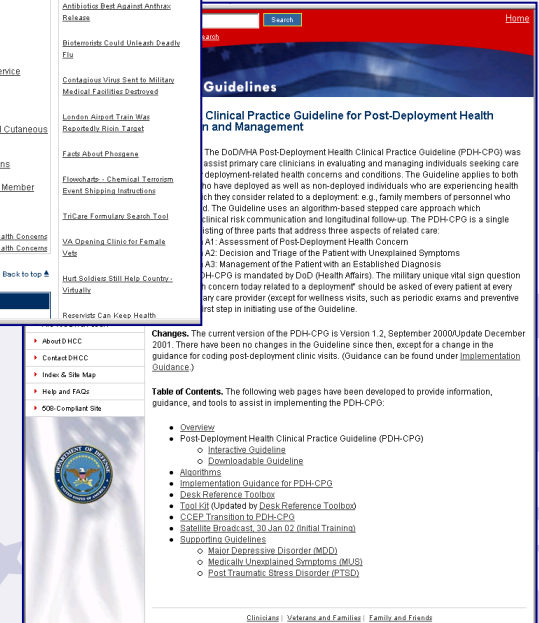 Antibiotics Best Against Anthrax
Release
Bioterrorists Could Unleash Deadly
Flu
Contagious Virus Sent to Military
Medical Facilities Destroyed
London Airport Train Was
Reportedly Ricin Target
Facts About Phosgene
Flowcharts - Chemical Terrorism
Event Shipping Instructions
TriCare Formulary Search Tool
VA Opening Clinic for Female
Vets
Hurt Soldiers Still Help Country -
Virtually
Reservists Can Keep Health
Cutaneous
Member
Health Concerns
Health Concerns
Back to top
Search
Home
Guidelines
Clinical Practice Guideline for Post-Deployment Health
and Management
The DoD/VHA Post-Deployment Health Clinical Practice Guideline (PDH-CPG) was
assist primary care clinicians in evaluating and managing individuals seeking care
deployment-related health concerns and conditions. The Guideline applies to both
who have deployed as well as non-deployed individuals who are experiencing health
they consider related to a deployment: e.g., family members of personnel who
The Guideline uses an algorithm-based stepped care approach which
clinical risk communication and longitudinal follow-up. The PDH-CPG is a single
listing of three parts that address three aspects of related care:
A1: Assessment of Post-Deployment Health Concern
A2: Decision and Triage of the Patient with Unexplained Symptoms
A3: Management of the Patient with an Established Diagnosis
PDH-CPG is mandated by DoD (Health Affairs). The military unique vital sign question
concern today related to a deployment" should be asked of every patient at every
care provider (except for wellness visits, such as periodic exams and preventive
first step in initiating use of the Guideline.
About DHCC
Contact DHCC
Index & Site Map
Help and FAQs
508-Compliant Site
Changes. The current version of the PDH-CPG is Version 1.2, September 2000/Update December
2001. There have been no changes in the Guideline since then, except for a change in the
guidance for coding post-deployment clinic visits. (Guidance can be found under Implementation
Guidance.)
Table of Contents. The following web pages have been developed to provide information,
guidance, and tools to assist in implementing the PDH-CPG:
Overview
Post-Deployment Health Clinical Practice Guideline (PDH-CPG)
Interactive Guideline
Downloadable Guideline
Algorithms
Implementation Guidance for PDH-CPG
Desk Reference Toolbox
Tool Kit (Updated by Desk Reference Toolbox)
CCEP Transition to PDH-CPG
Satellite Broadcast, 30 Jan 02 (Initial Training)
Supporting Guidelines
Major Depressive Disorder (MDD)
Medically Unexplained Symptoms (MUS)
Post Traumatic Stress Disorder (PTSD)
Clinicians | Veterans and Families | Family and Friends